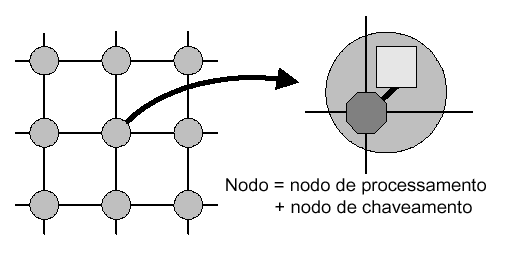 Nodo = nodo de processamento
+ nodo de chaveamento